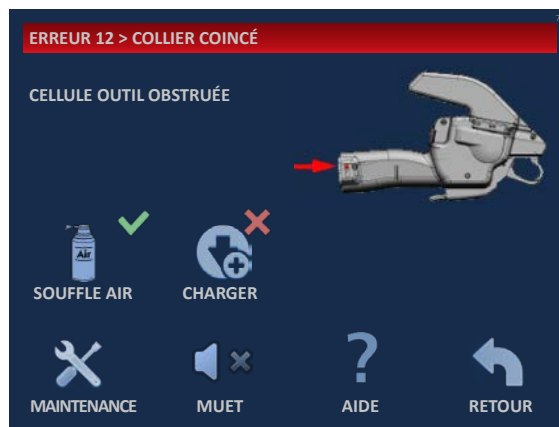 ERREUR 12 > COLLIER COINCÉ
CELLULE OUTIL OBSTRUÉE
Air
SOUFFLE AIR CHARGER
MAINTENANCE MUET AIDE RETOUR